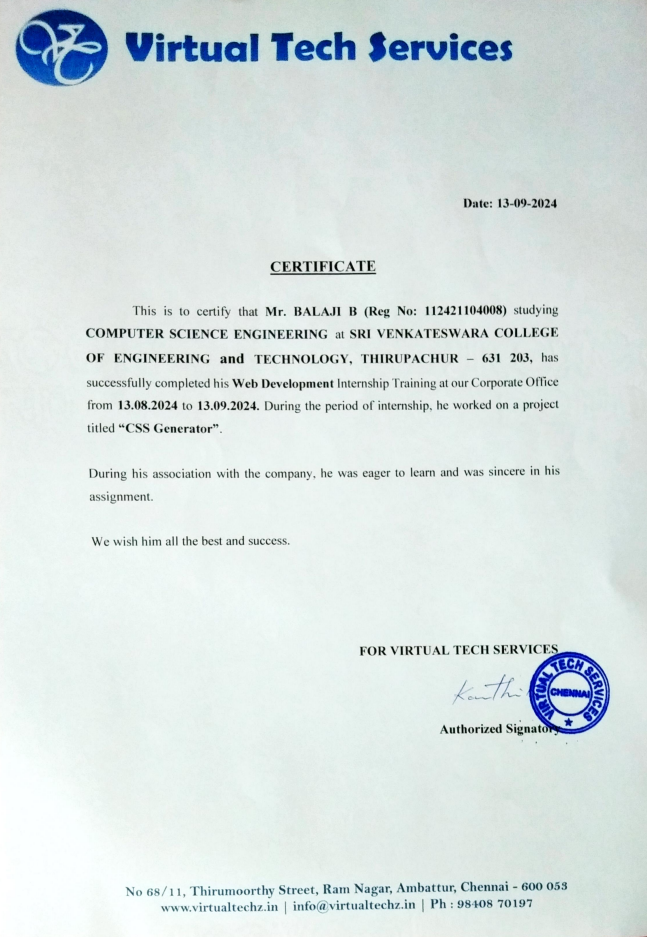 Virtual Tech Services
Date: 13-09-2024
CERTIFICATE
This is to certify that Mr. BALAJI B (Reg No: 112421104008) studying
COMPUTER SCIENCE ENGINEERING at SRI VENKATESWARA COLLEGE
OF ENGINEERING and TECHNOLOGY, THIRUPACHUR – 631 203, has
successfully completed his Web Development Internship Training at our Corporate Office
from 13.08.2024 to 13.09.2024. During the period of internship, he worked on a project
titled “CSS Generator”.
During his association with the company, he was eager to learn and was sincere in his
assignment.
We wish him all the best and success.
FOR VIRTUAL TECH SERVICES
VIRTUAL TECH SERVICES
CHENNAI
Authorized Signatory
No 68/11, Thirumoorthy Street, Ram Nagar, Ambattur, Chennai - 600 053
www.virtualtechz.in | info@virtualtechz.in | Ph : 98408 70197